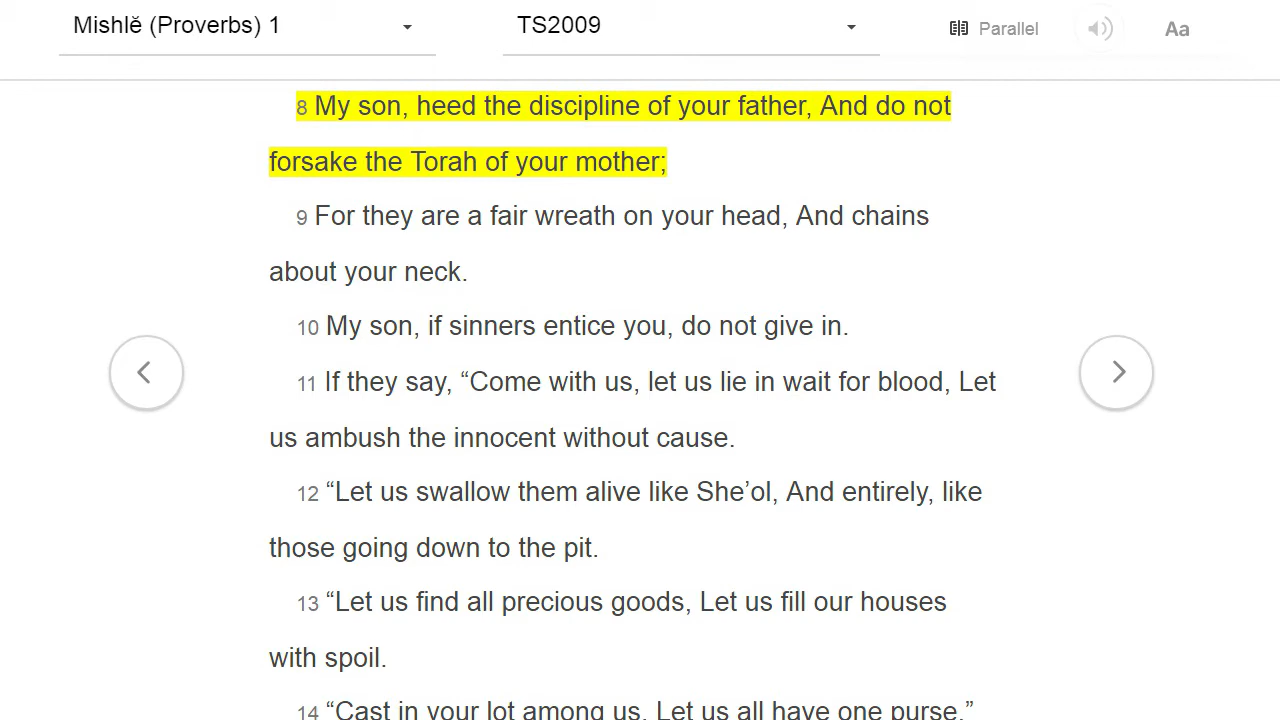 Mishlĕ (Proverbs) 1 TS2009 Parallel Aa
8 My son, heed the discipline of your father, And do not
forsake the Torah of your mother;
9 For they are a fair wreath on your head, And chains
about your neck.
10 My son, if sinners entice you, do not give in.
11 If they say, “Come with us, let us lie in wait for blood, Let
us ambush the innocent without cause.
12 “Let us swallow them alive like She’ol, And entirely, like
those going down to the pit.
13 “Let us find all precious goods, Let us fill our houses
with spoil.
14 “Cast in your lot among us, Let us all have one purse,”